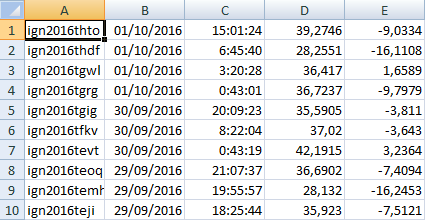 A B C D E
1 ign2016thto 01/10/2016 15:01:24 39,2746 -9,0334
2 ign2016thdf 01/10/2016 6:45:40 28,2551 -16,1108
3 ign2016tgwl 01/10/2016 3:20:28 36,417 1,6589
4 ign2016tgrg 01/10/2016 0:43:01 36,7237 -9,7979
5 ign2016tgig 30/09/2016 20:09:23 35,5905 -3,811
6 ign2016tfkv 30/09/2016 8:22:04 37,02 -3,643
7 ign2016tevt 30/09/2016 0:43:19 42,1915 3,2364
8 ign2016teoq 29/09/2016 21:07:37 36,6902 -7,4094
9 ign2016temh 29/09/2016 19:55:57 28,132 -16,2453
10 ign2016teji 29/09/2016 18:25:44 35,923 -7,5121